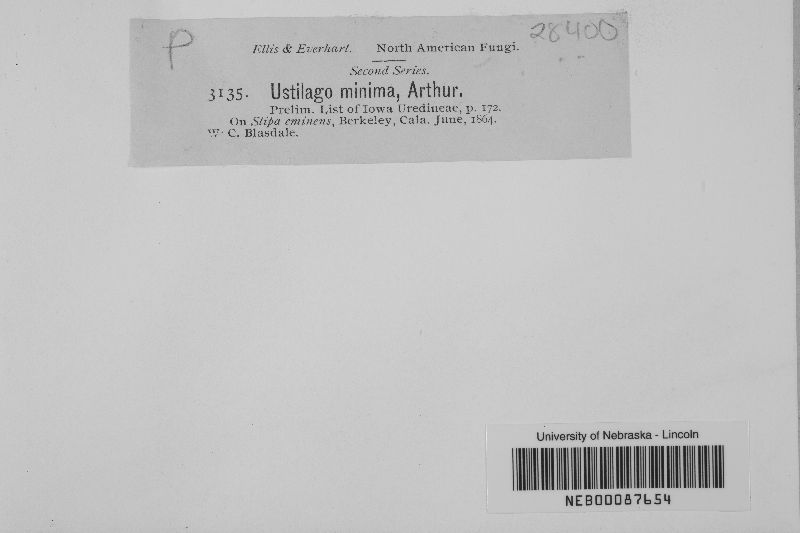 P
28400
Ellis & Everhart. North American Fungi.
Second Series.
3135. Ustilago minima, Arthur.
Prelim. List of Iowa Uredineae, p. 172.
On Stipa eminens, Berkeley, Cala. June, 1864.
W. C. Blasdale.
University of Nebraska - Lincoln
NEB00087654